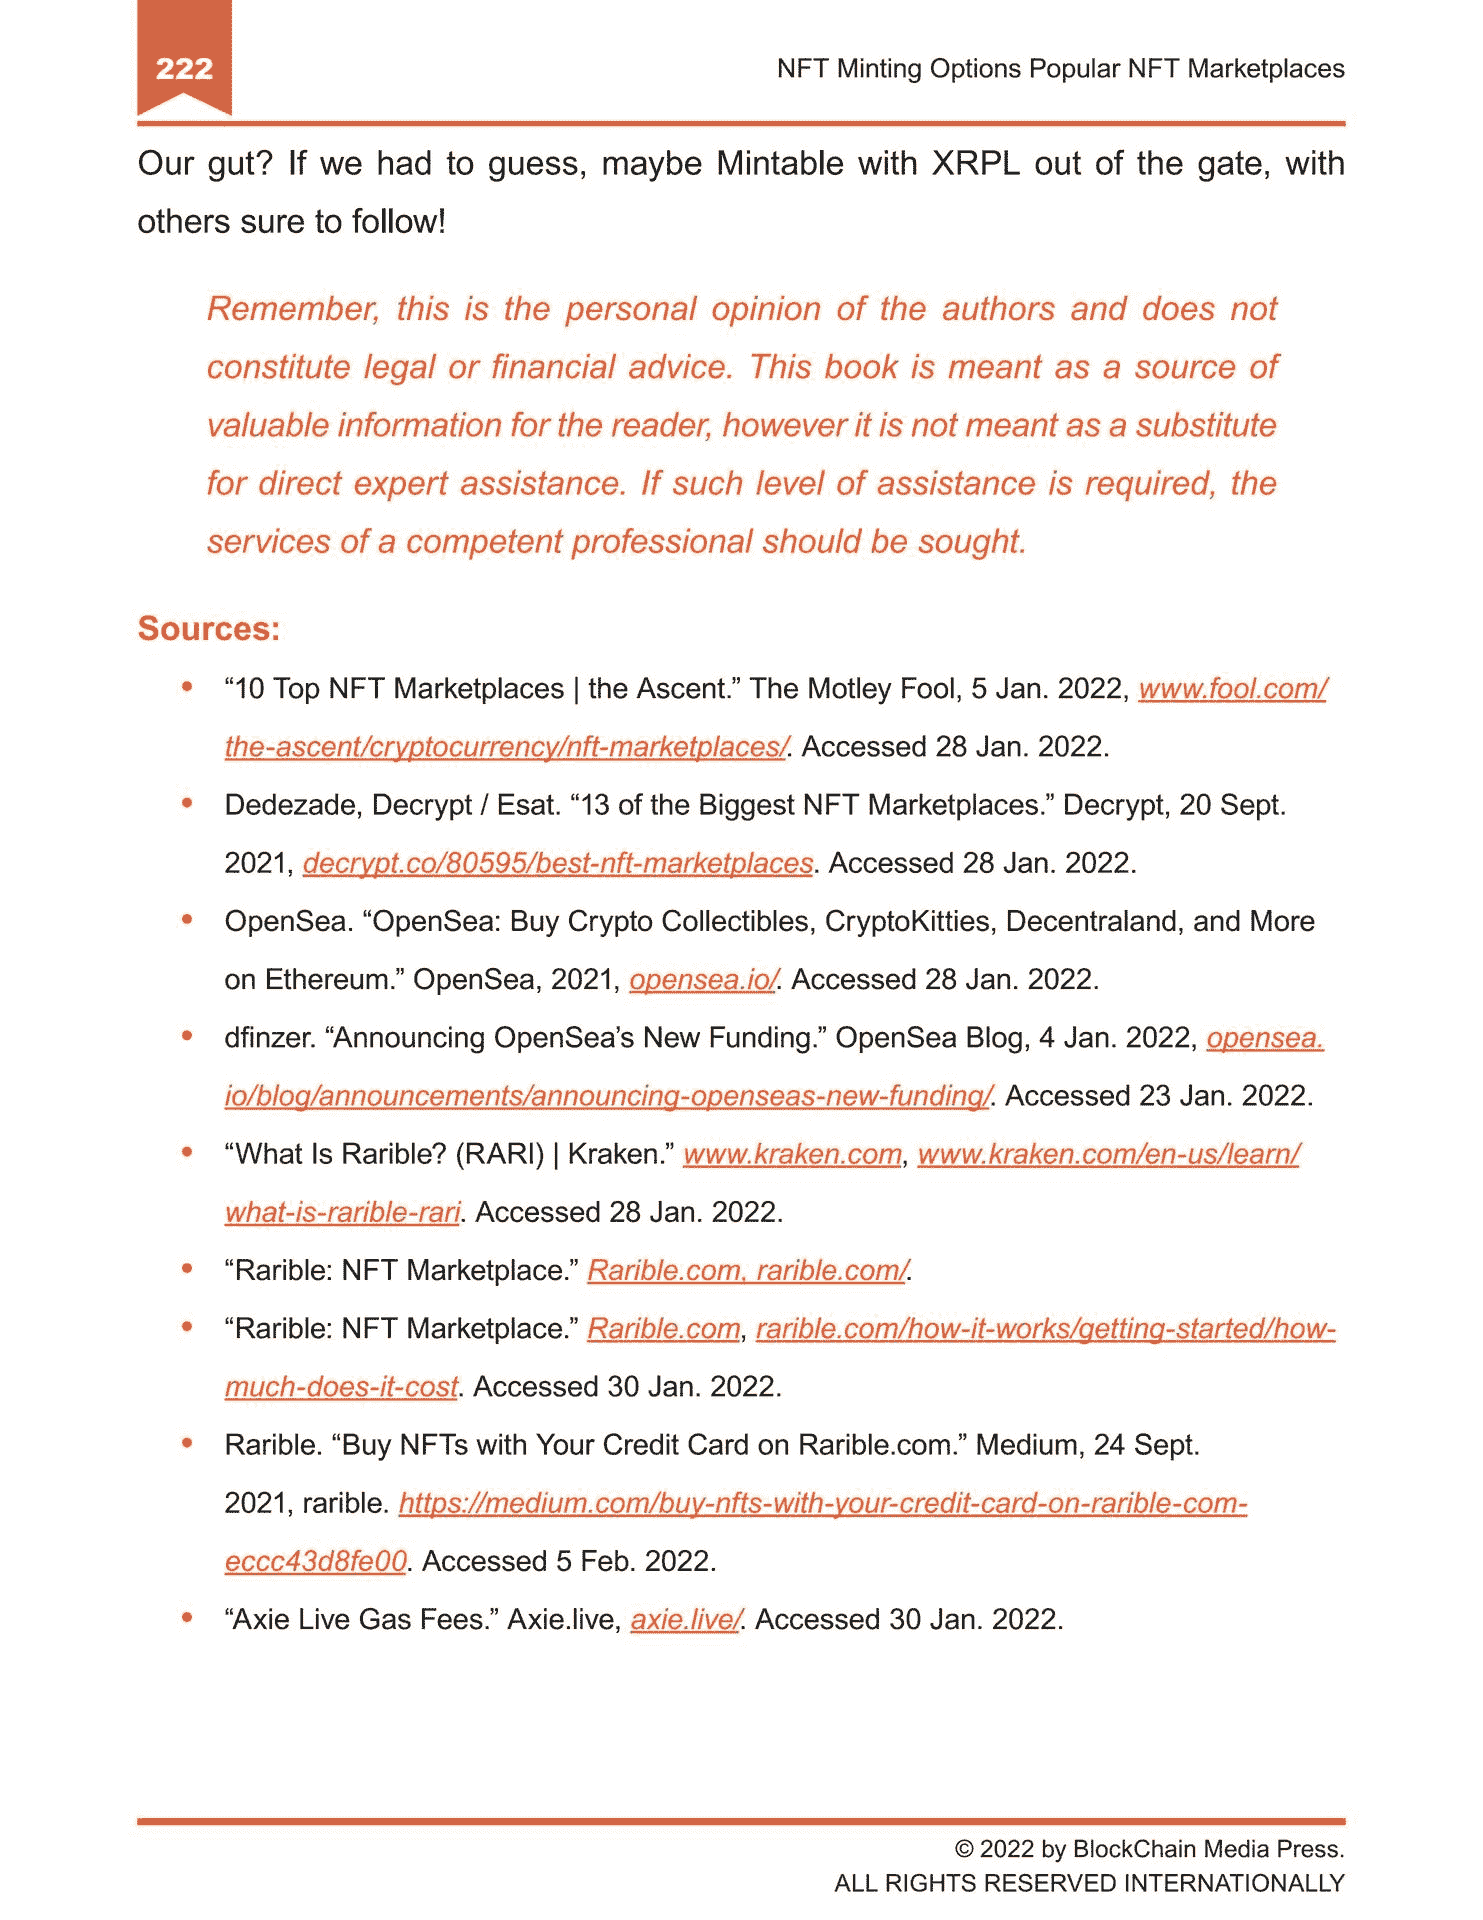 222
NFT Minting Options Popular NFT Marketplaces
Our gut? If we had to guess, maybe Mintable with XRPL out of the gate, with
others sure to follow!
Remember, this is the personal opinion of the authors and does not
constitute legal or financial advice. This book is meant as a source of
valuable information for the reader, however it is not meant as a substitute
for direct expert assistance. If such level of assistance is required, the
services of a competent professional should be sought.
Sources:
• “10 Top NFT Marketplaces | the Ascent.” The Motley Fool, 5 Jan. 2022, www.fool.com/
the-ascent/cryptocurrency/nft-marketplaces/. Accessed 28 Jan. 2022.
• Dedezade, Decrypt / Esat. “13 of the Biggest NFT Marketplaces.” Decrypt, 20 Sept.
2021, decrypt.co/80595/best-nft-marketplaces. Accessed 28 Jan. 2022.
• OpenSea. “OpenSea: Buy Crypto Collectibles, CryptoKitties, Decentraland, and More
on Ethereum.” OpenSea, 2021, opensea.io/. Accessed 28 Jan. 2022.
• dfinzer. “Announcing OpenSea’s New Funding.” OpenSea Blog, 4 Jan. 2022, opensea.
io/blog/announcements/announcing-openseas-new-funding/. Accessed 23 Jan. 2022.
• “What Is Rarible? (RARI) | Kraken.” www.kraken.com, www.kraken.com/en-us/learn/
what-is-rarible-rari. Accessed 28 Jan. 2022.
• “Rarible: NFT Marketplace.” Rarible.com, rarible.com/.
• “Rarible: NFT Marketplace.” Rarible.com, rarible.com/how-it-works/getting-started/how-
much-does-it-cost. Accessed 30 Jan. 2022.
• Rarible. “Buy NFTs with Your Credit Card on Rarible.com.” Medium, 24 Sept.
2021, rarible. https://medium.com/buy-nfts-with-your-credit-card-on-rarible-com-
eccc43d8fe00. Accessed 5 Feb. 2022.
• “Axie Live Gas Fees.” Axie.live, axie.live/. Accessed 30 Jan. 2022.
© 2022 by BlockChain Media Press.
ALL RIGHTS RESERVED INTERNATIONALLY